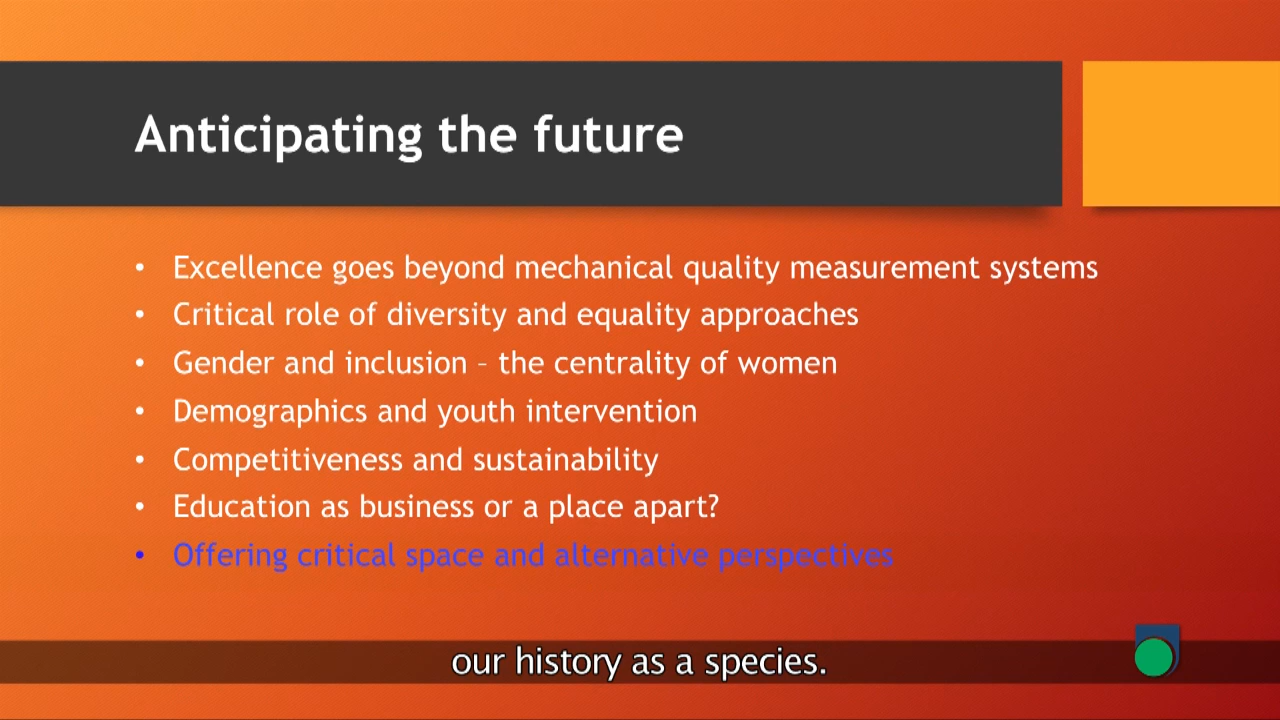 Anticipating the future
• Excellence goes beyond mechanical quality measurement systems
• Critical role of diversity and equality approaches
• Gender and inclusion – the centrality of women
• Demographics and youth intervention
• Competitiveness and sustainability
• Education as business or a place apart?
• Offering critical space and alternative perspectives
our history as a species.